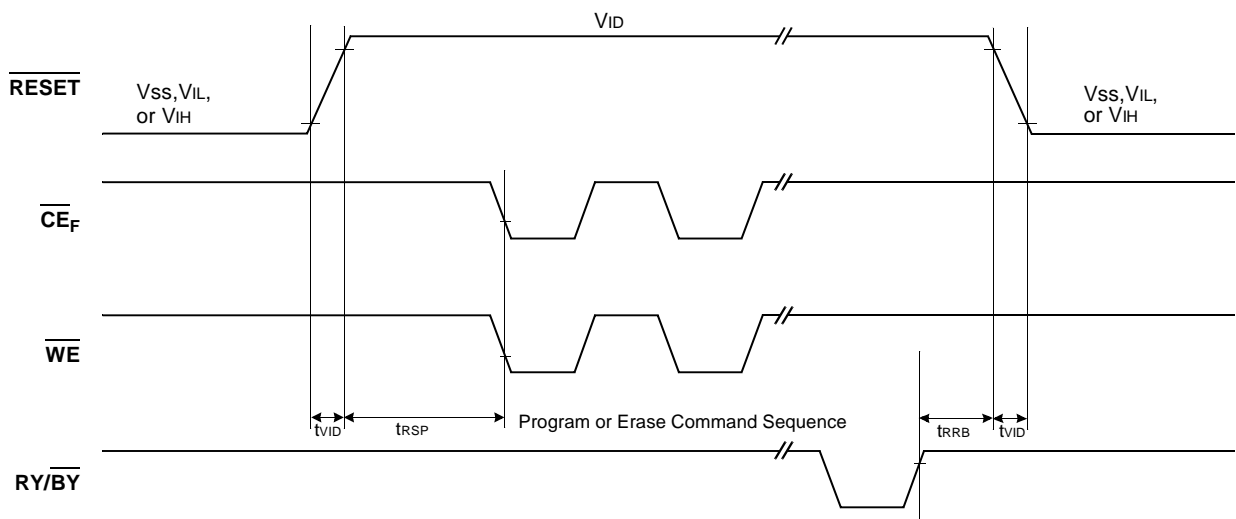 VID
RESET
Vss,VIL,
or VIH
Vss,VIL,
or VIH
CEF
WE
tVID
tRSP
Program or Erase Command Sequence
tRRB
tVID
RY/BY